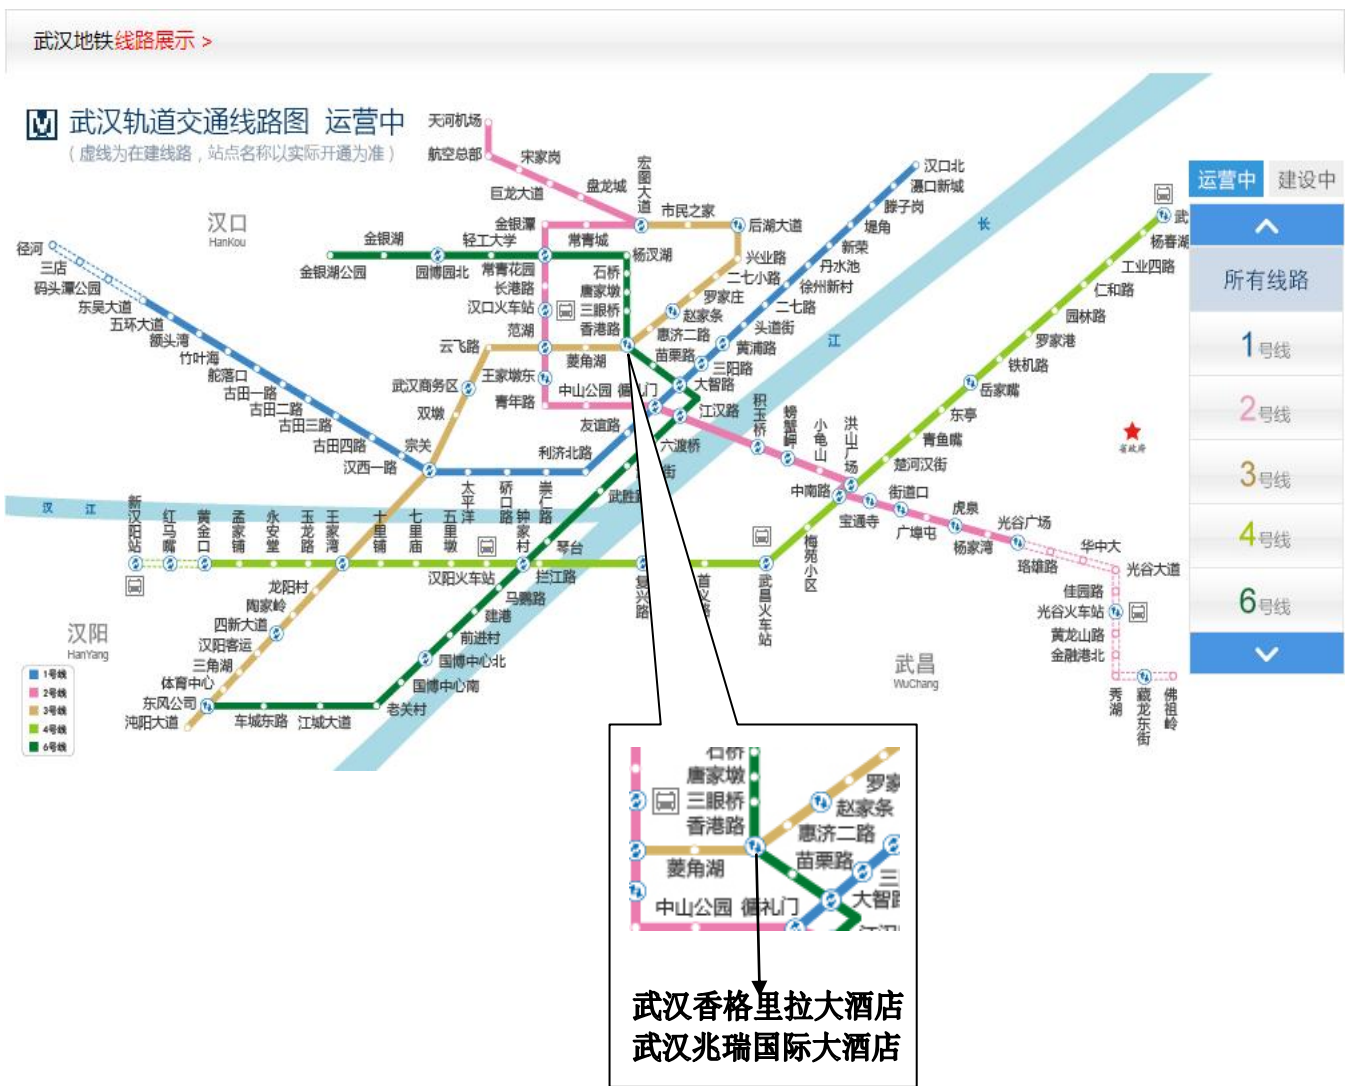 武汉地铁线路展示 >
武汉轨道交通线路图 运营中
（虚线为在建线路，站点名称以实际开通为准）
天河机场
航空总部
宋家岗
巨龙大道
盘龙城
宏图大道
市民之家
后湖大道
汉口北
滠口新城
滕子岗
堤角
新荣
丹水池
徐州新村
二七路
头道街
黄浦路
三阳路
大智路
长
江
运营中
建设中
所有线路
1号线
2号线
3号线
4号线
6号线
武
杨春湖
工业四路
仁和路
园林路
罗家港
铁机路
岳家嘴
东亭
青鱼嘴
楚河汉街
省政府
汉口
HanKou
金银潭
常青城
金银湖
轻工大学
金银湖公园
园博园北
常青花园
杨汊湖
长港路
汉口火车站
范湖
石桥
唐家墩
三眼桥
香港路
兴业路
二七小路
罗家庄
赵家条
惠济二路
苗栗路
云飞路
菱角湖
武汉商务区
王家墩东
双墩
青年路
中山公园
循礼门
友谊路
江汉路
六渡桥
街
武胜路
利济北路
宗关
径河
三店
码头潭公园
东吴大道
五环大道
额头湾
竹叶海
舵落口
古田一路
古田二路
古田三路
古田四路
汉西一路
太平洋
硚口路
崇仁路
积玉桥
螃蟹岬
小龟山
洪山广场
中南路
宝通寺
街道口
广埠屯
虎泉
杨家湾
光谷广场
珞雄路
华中大
光谷大道
佳园路
光谷火车站
黄龙山路
金融港北
秀湖
藏龙东街
佛祖岭
汉 江
新汉阳站
红马嘴
黄金口
孟家铺
永安堂
玉龙路
王家湾
十里铺
七里庙
五里墩
汉阳火车站
钟家村
琴台
拦江路
复兴路
首义路
武昌火车站
梅苑小区
马鹦路
建港
前进村
国博中心北
国博中心南
老关村
江城大道
车城东路
龙阳村
陶家岭
四新大道
汉阳客运
三角湖
体育中心
东风公司
沌阳大道
汉阳
HanYang
武昌
WuChang
1号线
2号线
3号线
4号线
6号线
石桥
唐家墩
三眼桥
香港路
罗家
赵家条
惠济二路
苗栗路
菱角湖
三
大智路
中山公园 循礼门
武汉香格里拉大酒店
武汉兆瑞国际大酒店